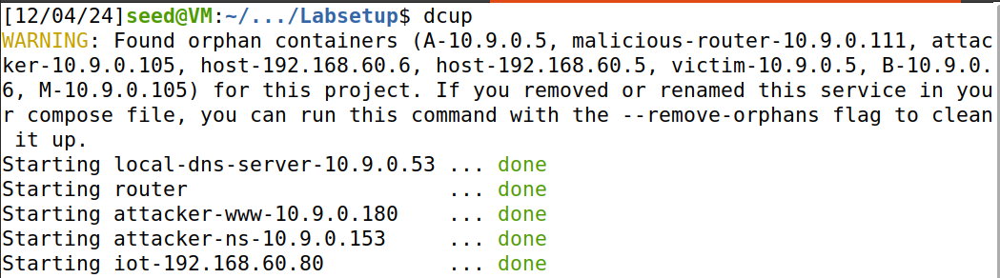 [12/04/24]seed@VM:~/.../Labsetup$ dcup
WARNING: Found orphan containers (A-10.9.0.5, malicious-router-10.9.0.111, attac
ker-10.9.0.105, host-192.168.60.6, host-192.168.60.5, victim-10.9.0.5, B-10.9.0.
6, M-10.9.0.105) for this project. If you removed or renamed this service in you
r compose file, you can run this command with the --remove-orphans flag to clean
 it up.
Starting local-dns-server-10.9.0.53 ... done
Starting router                     ... done
Starting attacker-www-10.9.0.180    ... done
Starting attacker-ns-10.9.0.153     ... done
Starting iot-192.168.60.80          ... done